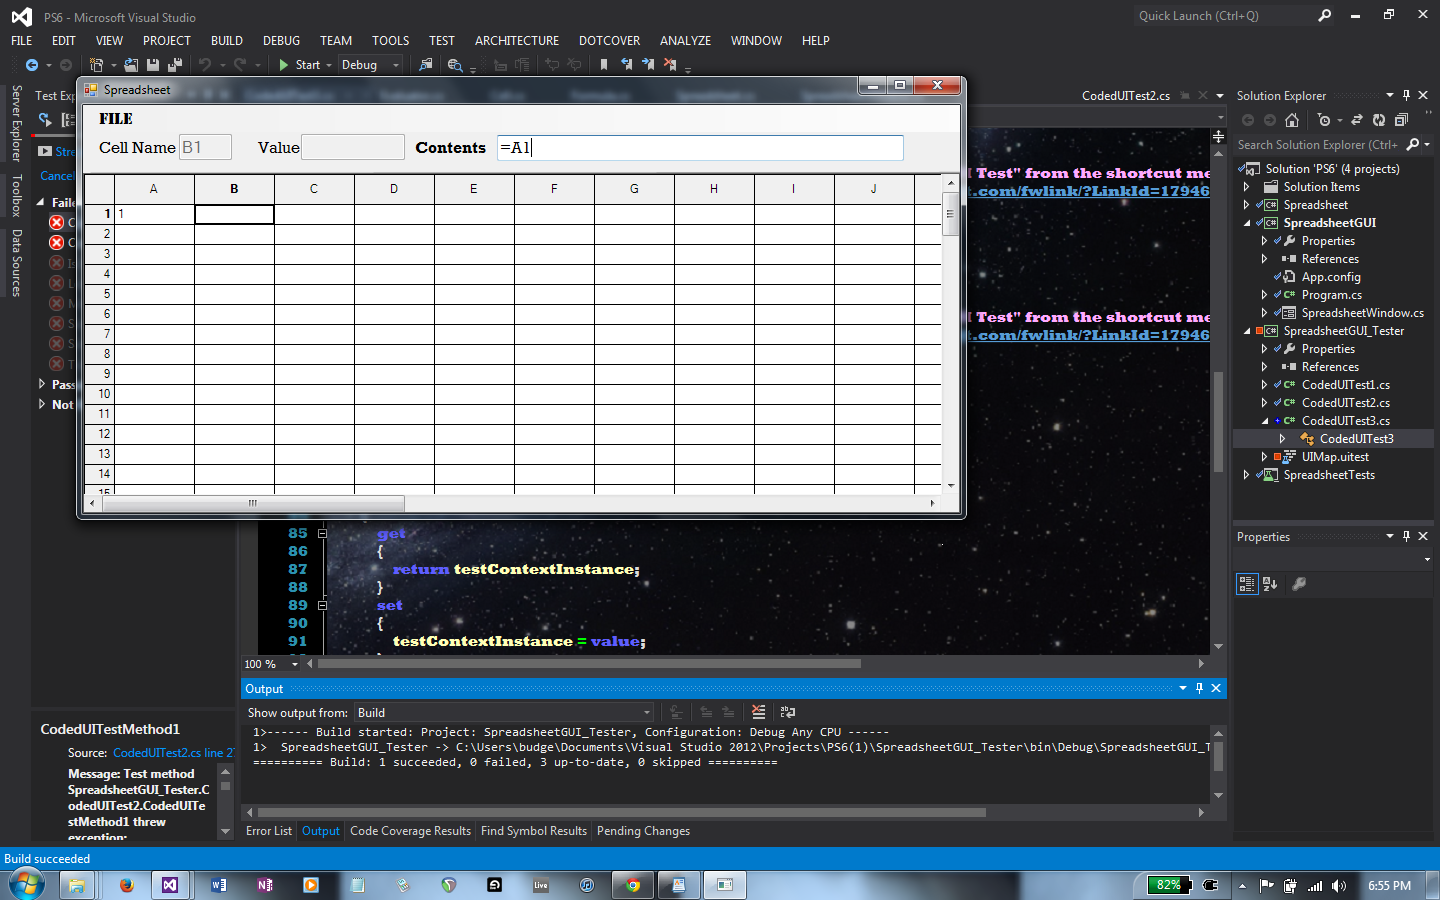 PS6 - Microsoft Visual Studio
Quick Launch (Ctrl+Q)
FILE EDIT VIEW PROJECT BUILD DEBUG TEAM TOOLS TEST ARCHITECTURE DOTCOVER ANALYZE WINDOW HELP
Start Debug
Server Explorer
Toolbox
Data Sources
Test Exp
Stre
Cancel
Faile
Pass
Not
Spreadsheet
FILE
Cell Name B1 Value Contents =A1
A B C D E F G H I J
1 1
2
3
4
5
6
7
8
9
10
11
12
13
14
15
CodedUITest2.cs
Test" from the shortcut me
t.com/fwlink/?LinkId=17946
I Test" from the shortcut me
t.com/fwlink/?LinkId=17946
85 get
86 {
87 return testContextInstance;
88 }
89 set
90 {
91 testContextInstance = value;
100 %
Solution Explorer
Search Solution Explorer (Ctrl+
Solution 'PS6' (4 projects)
Solution Items
Spreadsheet
SpreadsheetGUI
Properties
References
App.config
Program.cs
SpreadsheetWindow.cs
SpreadsheetGUI_Tester
Properties
References
CodedUITest1.cs
CodedUITest2.cs
CodedUITest3.cs
CodedUITest3
UIMap.uitest
SpreadsheetTests
Properties
CodedUITestMethod1
Source: CodedUITest2.cs line 2
Message: Test method
SpreadsheetGUI_Tester.C
odedUITest2.CodedUITe
stMethod1 threw
exception:
Output
Show output from: Build
1>------ Build started: Project: SpreadsheetGUI_Tester, Configuration: Debug Any CPU ------
1> SpreadsheetGUI_Tester -> C:\Users\budge\Documents\Visual Studio 2012\Projects\PS6(1)\SpreadsheetGUI_Tester\bin\Debug\SpreadsheetGUI_T
========== Build: 1 succeeded, 0 failed, 3 up-to-date, 0 skipped ==========
Error List Output Code Coverage Results Find Symbol Results Pending Changes
Build succeeded
Live
82%
6:55 PM